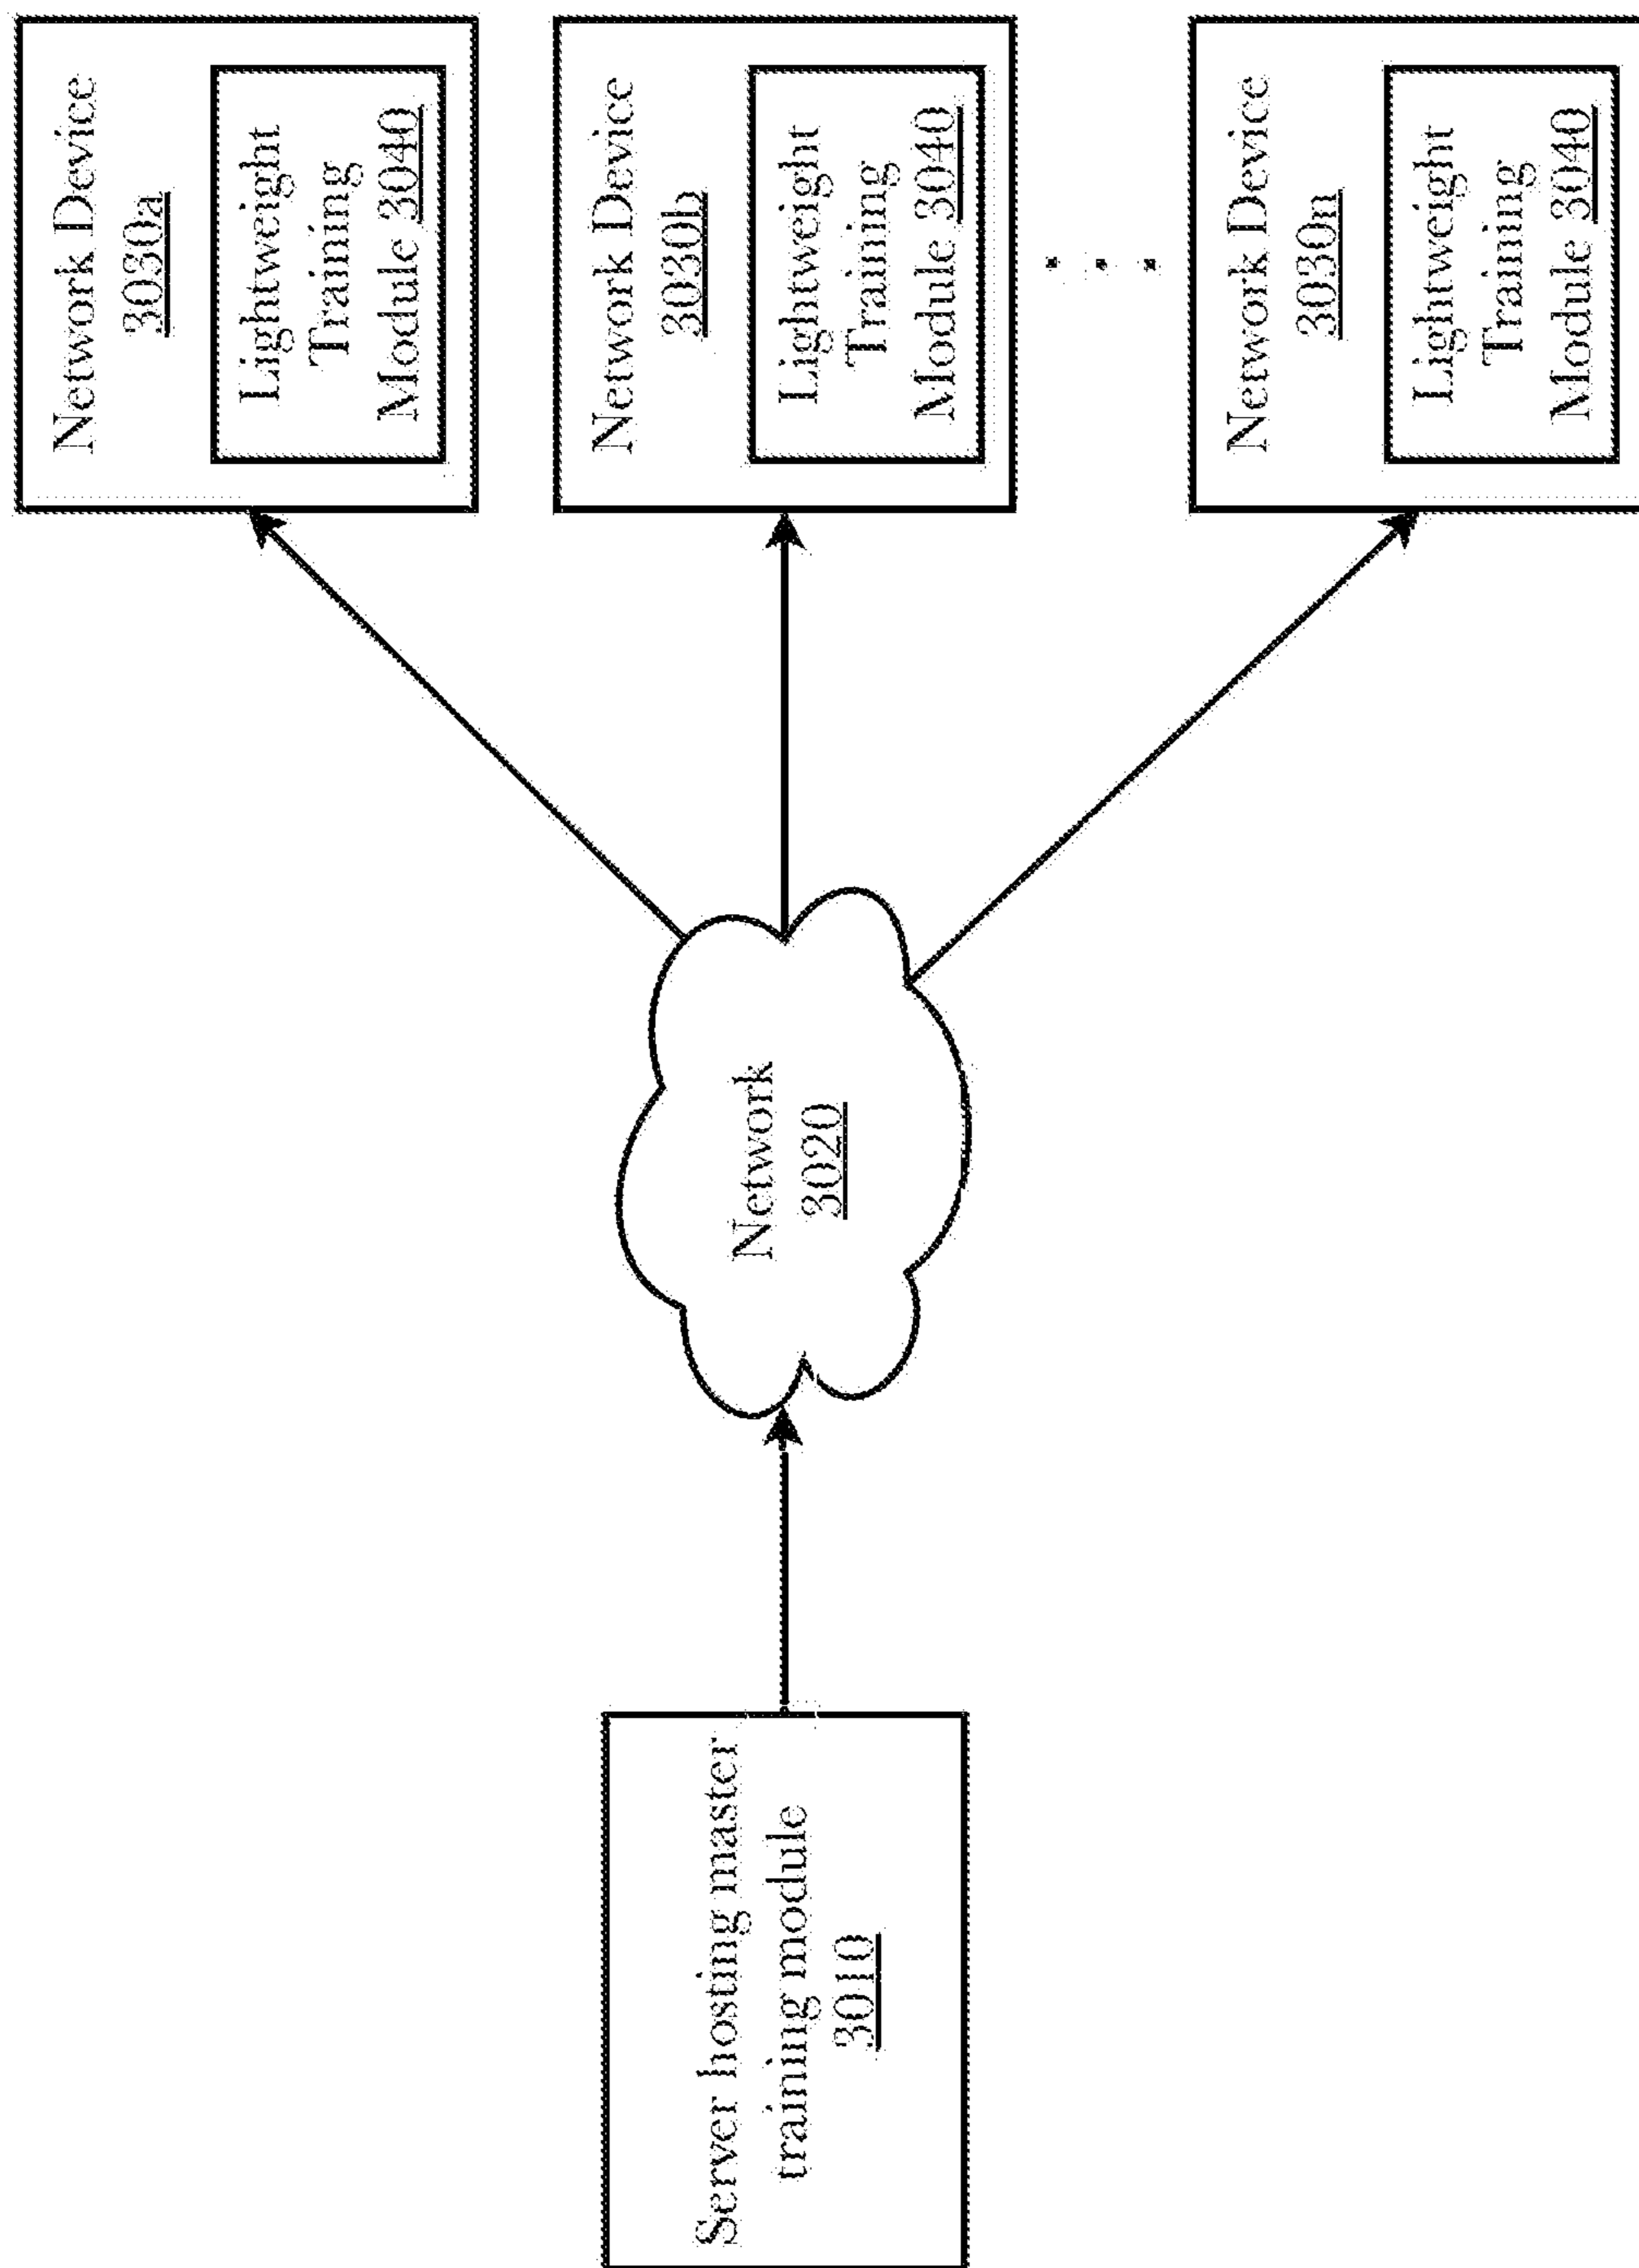 Server hosting master
training module
3010
Network
3020
Network Device
3030a
Lightweight
Training
Module 3040
Network Device
3030b
Lightweight
Training
Module 3040
Network Device
3030n
Lightweight
Training
Module 3040